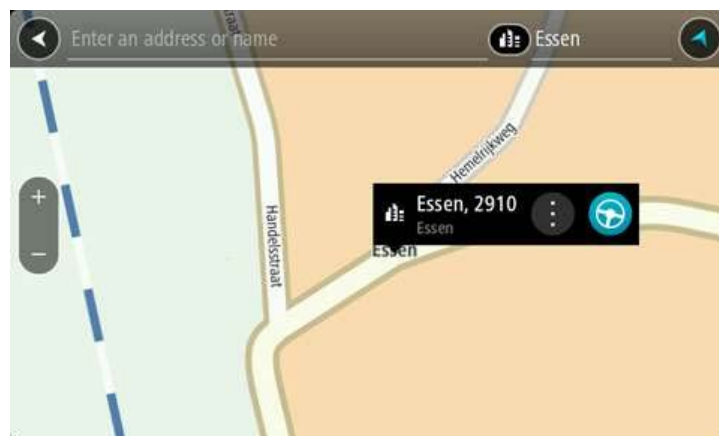 Enter an address or name
Essen
Hemelrijkweg
Essen, 2910
Essen
Essen
Handelsstraat